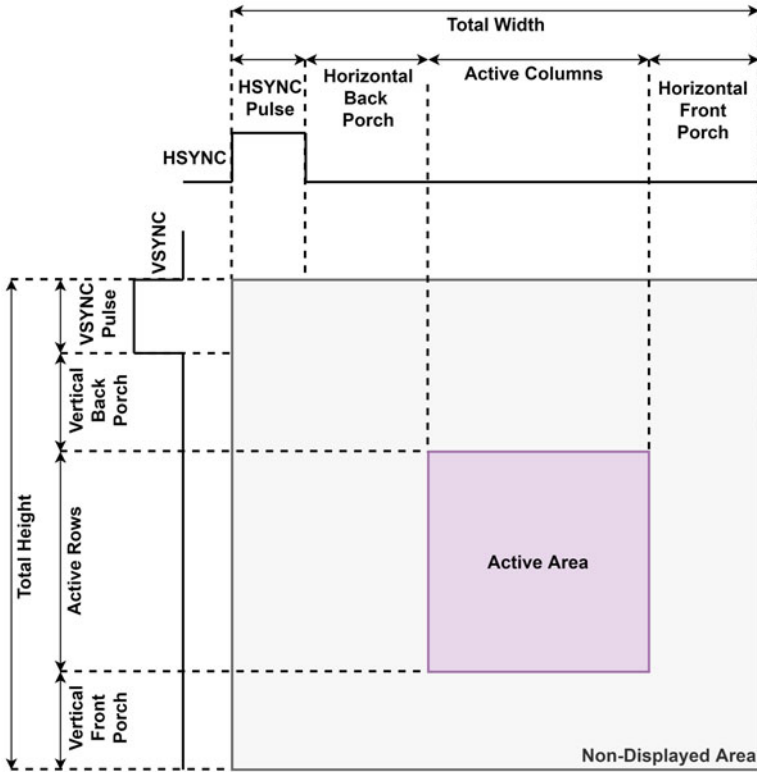 Total Width
HSYNC
Pulse
Horizontal
Back
Porch
Active Columns
Horizontal
Front
Porch
HSYNC
VSYNC
VSYNC
Pulse
Vertical
Back
Porch
Total Height
Active Rows
Active Area
Vertical
Front
Porch
Non-Displayed Area